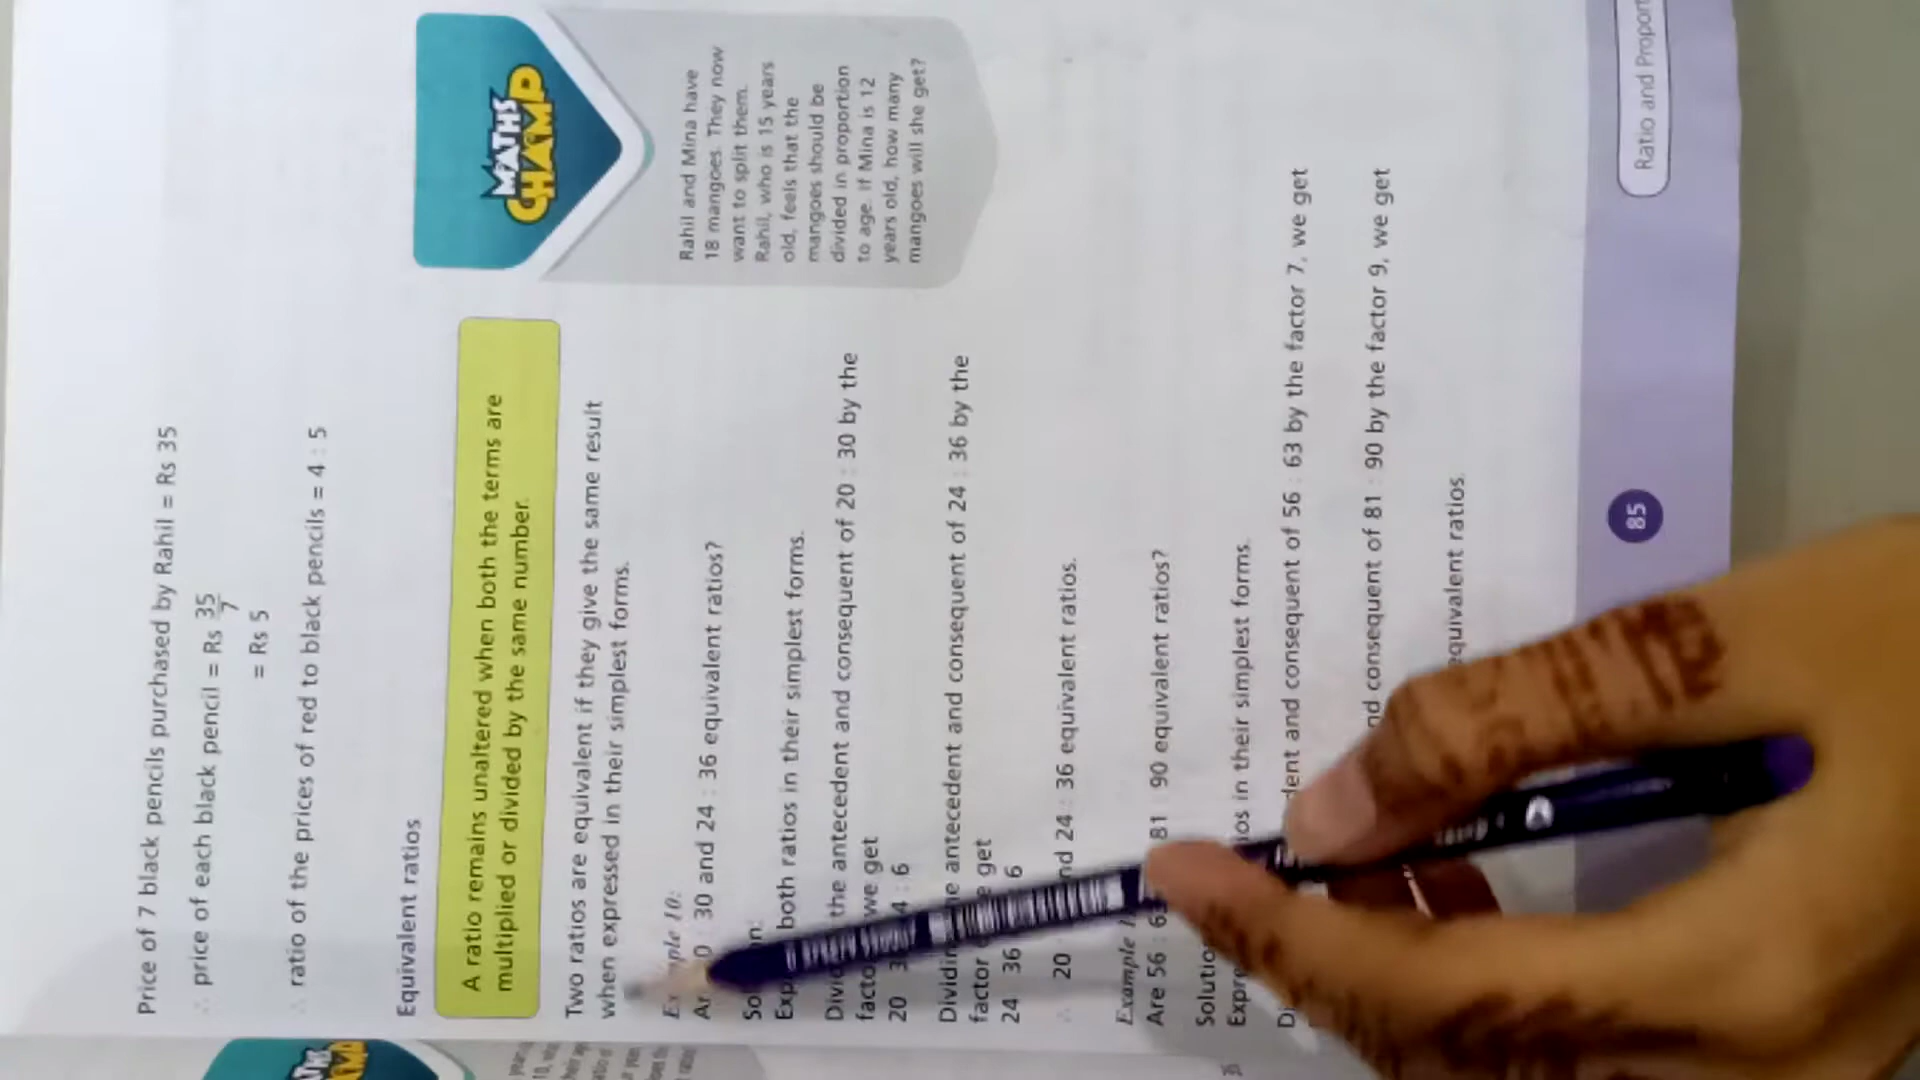 Price of 7 black pencils purchased by Rahil = Rs 35
∴ price of each black pencil = Rs 35/7
= Rs 5
∴ ratio of the prices of red to black pencils = 4 : 5
Equivalent ratios
A ratio remains unaltered when both the terms are
multiplied or divided by the same number.
Two ratios are equivalent if they give the same result
when expressed in their simplest forms.
10:
30 and 24 : 36 equivalent ratios?
both ratios in their simplest forms.
the antecedent and consequent of 20 : 30 by the
we get
20 4 : 6
Dividing antecedent and consequent of 24 : 36 by the
factor get
24 36 6
∴ 20 24 : 36 equivalent ratios.
Example
Are 56 : 81 : 90 equivalent ratios?
in their simplest forms.
and consequent of 56 : 63 by the factor 7, we get
consequent of 81 : 90 by the factor 9, we get
equivalent ratios.
MATHS
CHAMP
Rahil and Mina have
18 mangoes. They now
want to split them.
Rahil, who is 15 years
old, feels that the
mangoes should be
divided in proportion
to age. If Mina is 12
years old, how many
mangoes will she get?
85
Ratio and